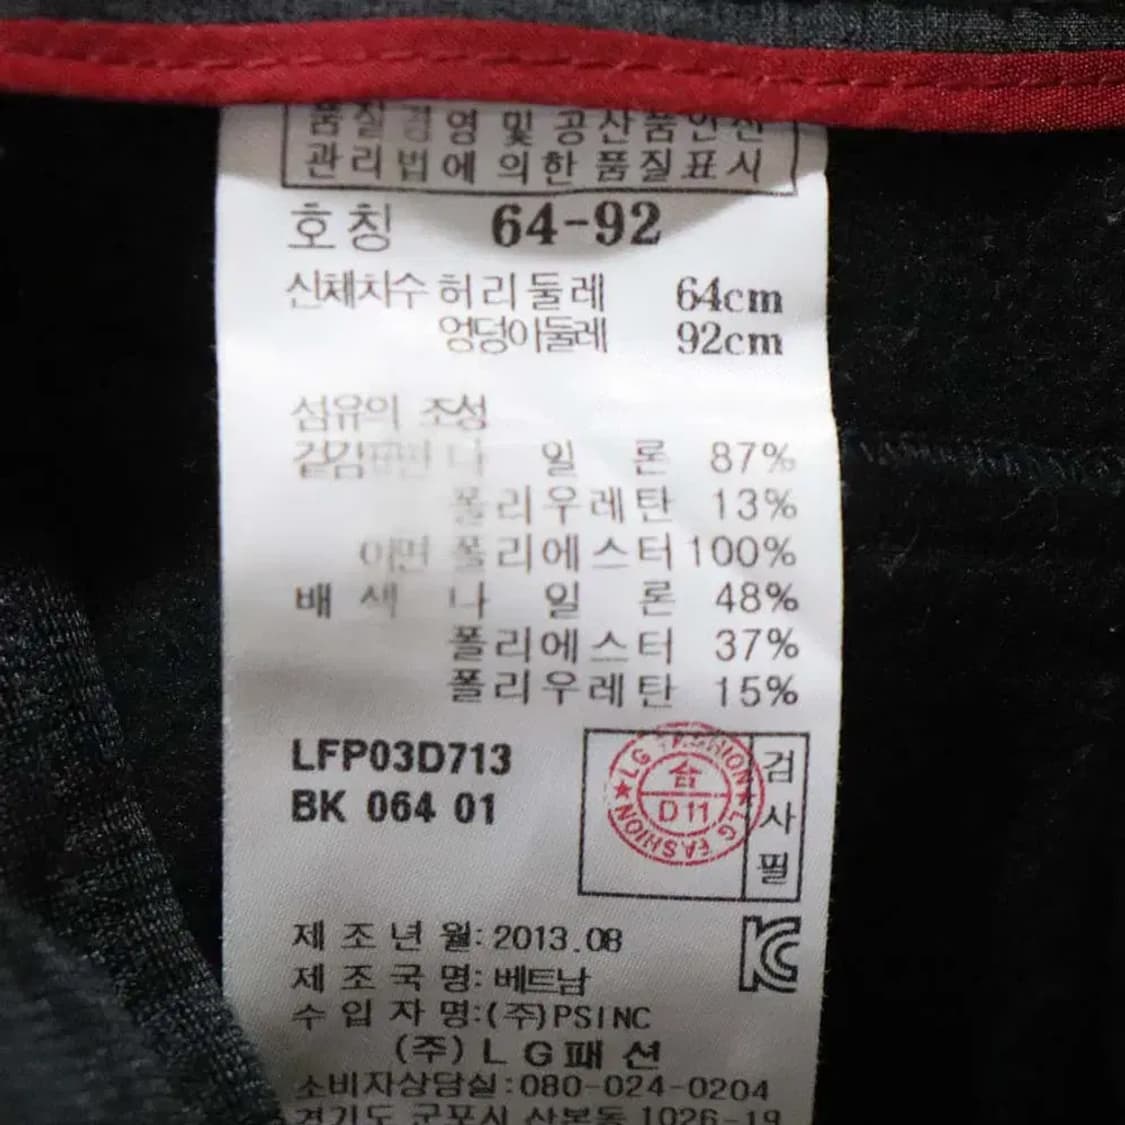 품질경영 및 공산품안전
관리법에 의한 품질표시
호칭 64-92
신체치수 허리둘레 64cm
엉덩이둘레 92cm
섬유의 조성
겉감 표면 나일론 87%
폴리우레탄 13%
이면 폴리에스터 100%
배색 나일론 48%
폴리에스터 37%
폴리우레탄 15%
LFP03D713
BK 064 01
LG FASHION
合
D11
LG FASHION
검사필
제조년월: 2013.08
제조국명: 베트남
수입자명:(주)PSINC
(주)LG패션
소비자상담실:080-024-0204
경기도 군포시 산본동 1026-19